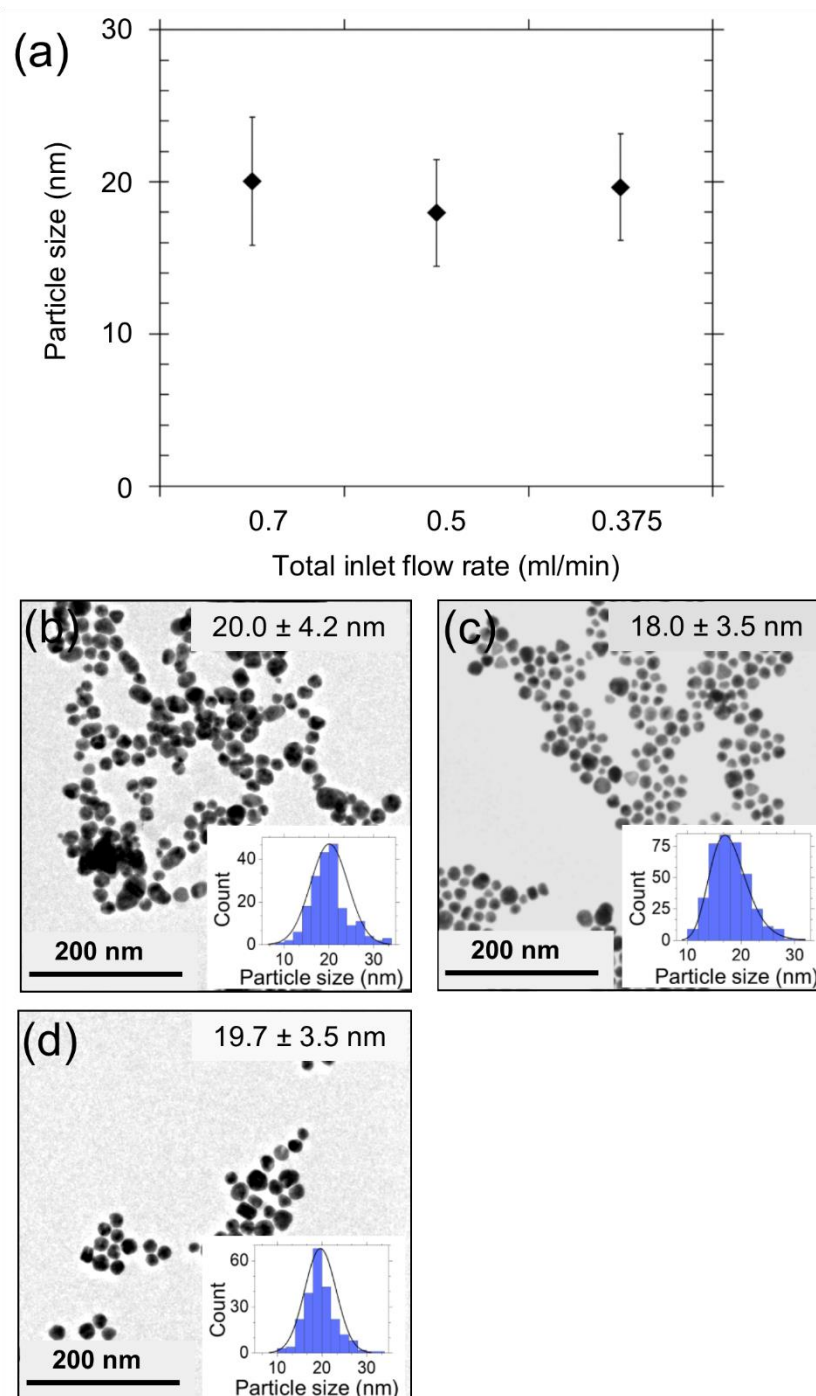 (a)
30
20
10
0
Particle size (nm)
0.7 0.5 0.375
Total inlet flow rate (ml/min)
(b)
20.0 ± 4.2 nm
40
20
0
Count
10 20 30
Particle size (nm)
200 nm
(c)
18.0 ± 3.5 nm
75
50
25
0
Count
10 20 30
Particle size (nm)
200 nm
(d)
19.7 ± 3.5 nm
60
30
0
Count
10 20 30
Particle size (nm)
200 nm